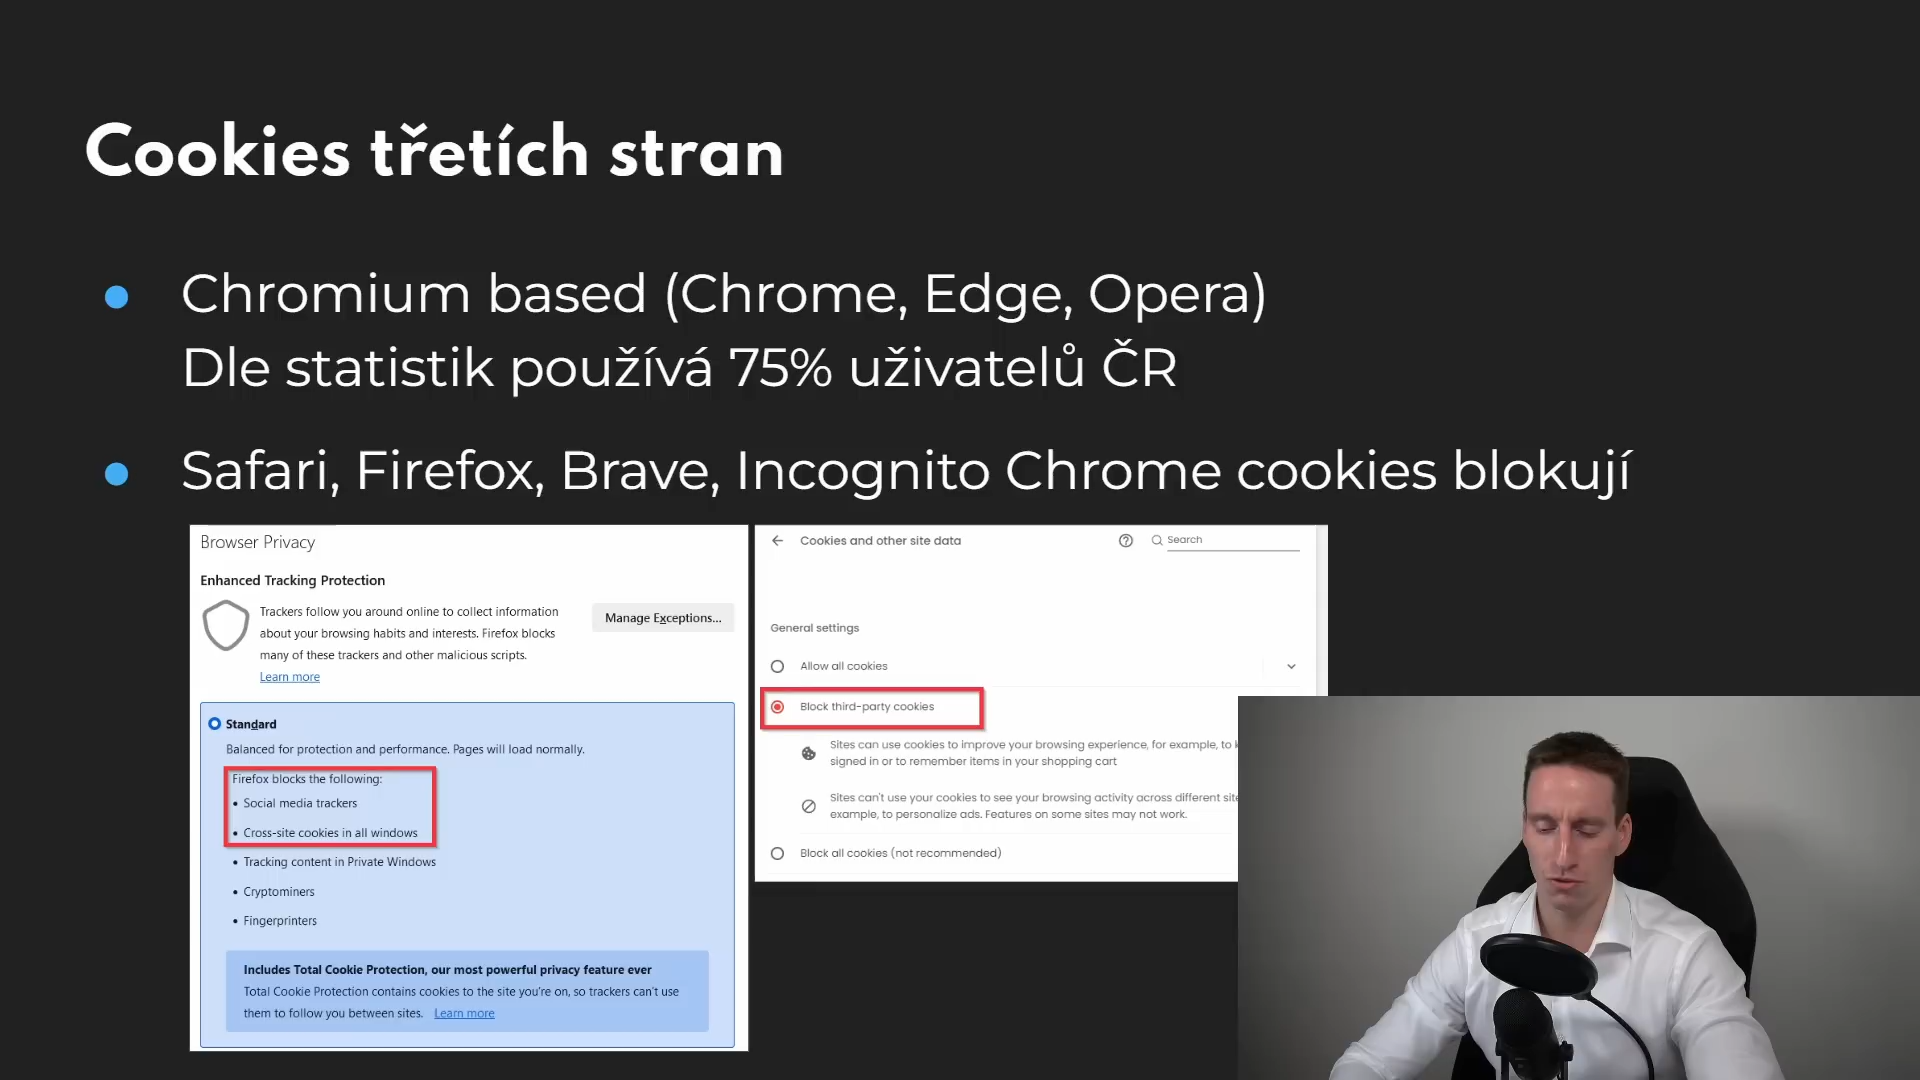 Cookies třetích stran
Chromium based (Chrome, Edge, Opera)
Dle statistik používá 75% uživatelů ČR
Safari, Firefox, Brave, Incognito Chrome cookies blokují
Browser Privacy
Enhanced Tracking Protection
Trackers follow you around online to collect information
about your browsing habits and interests. Firefox blocks
many of these trackers and other malicious scripts.
Learn more
Manage Exceptions...
Standard
Balanced for protection and performance. Pages will load normally.
Firefox blocks the following:
• Social media trackers
• Cross-site cookies in all windows
• Tracking content in Private Windows
• Cryptominers
• Fingerprinters
Includes Total Cookie Protection, our most powerful privacy feature ever
Total Cookie Protection contains cookies to the site you're on, so trackers can't use
them to follow you between sites. Learn more
Cookies and other site data
Search
General settings
Allow all cookies
Block third-party cookies
Sites can use cookies to improve your browsing experience, for example, to
signed in or to remember items in your shopping cart
Sites can't use your cookies to see your browsing activity across different
example, to personalize ads. Features on some sites may not work.
Block all cookies (not recommended)